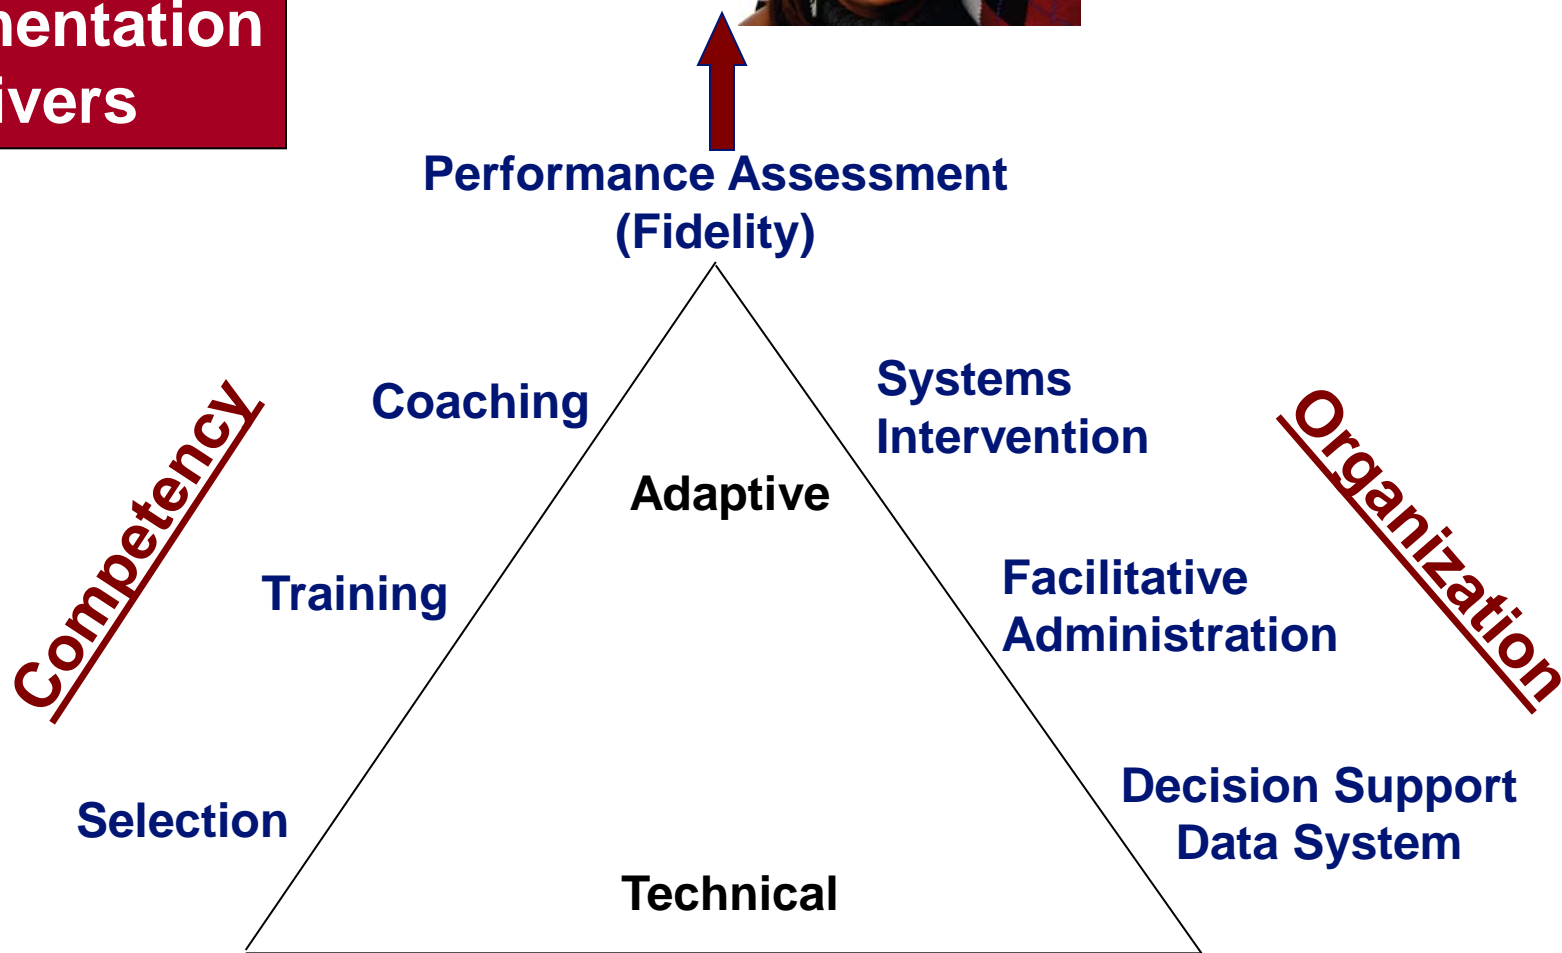 mentation
ivers
Performance Assessment
(Fidelity)
Coaching
Systems
Intervention
Competency
Organization
Adaptive
Training
Facilitative
Administration
Selection
Decision Support
Data System
Technical